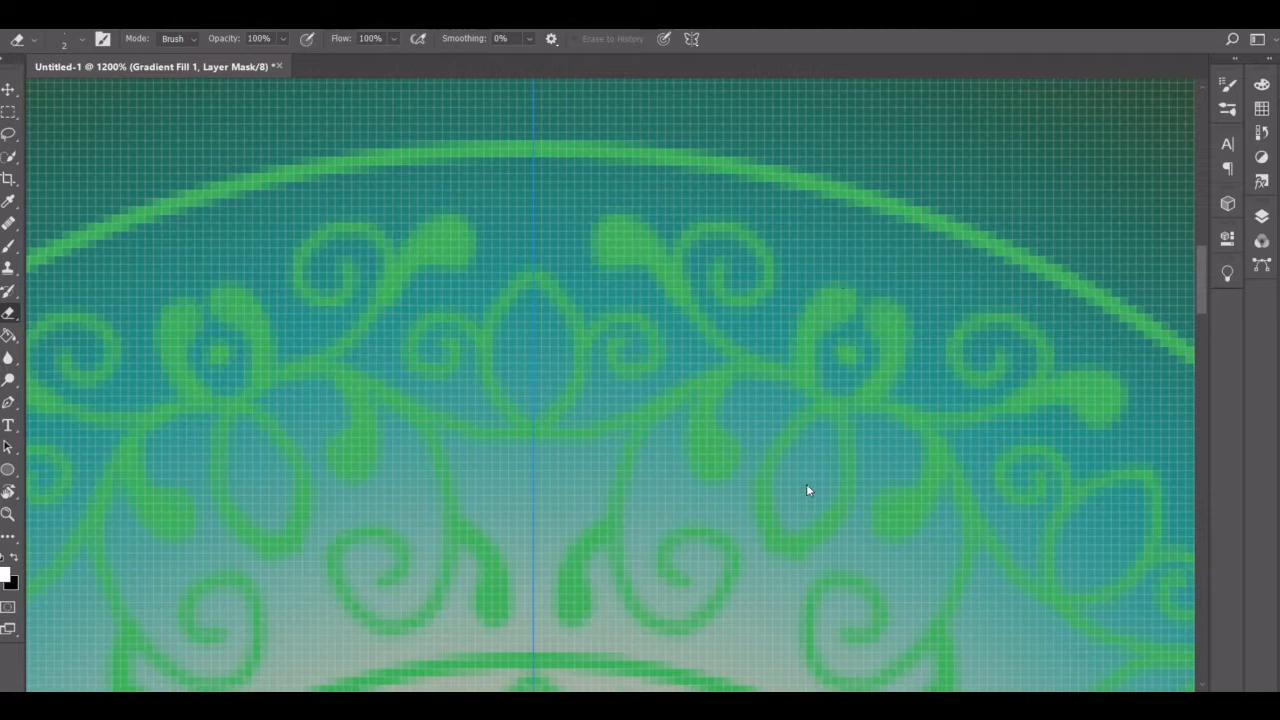 2 Mode: Brush Opacity: 100% Flow: 100% Smoothing: 0% Erase to History
Untitled-1 @ 1200% (Gradient Fill 1, Layer Mask/8) *